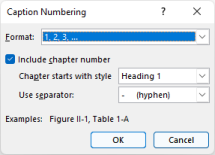 Caption Numbering
Format: 1, 2, 3, ...
Include chapter number
Chapter starts with style Heading 1
Use separator: - (hyphen)
Examples: Figure II-1, Table 1-A
OK Cancel